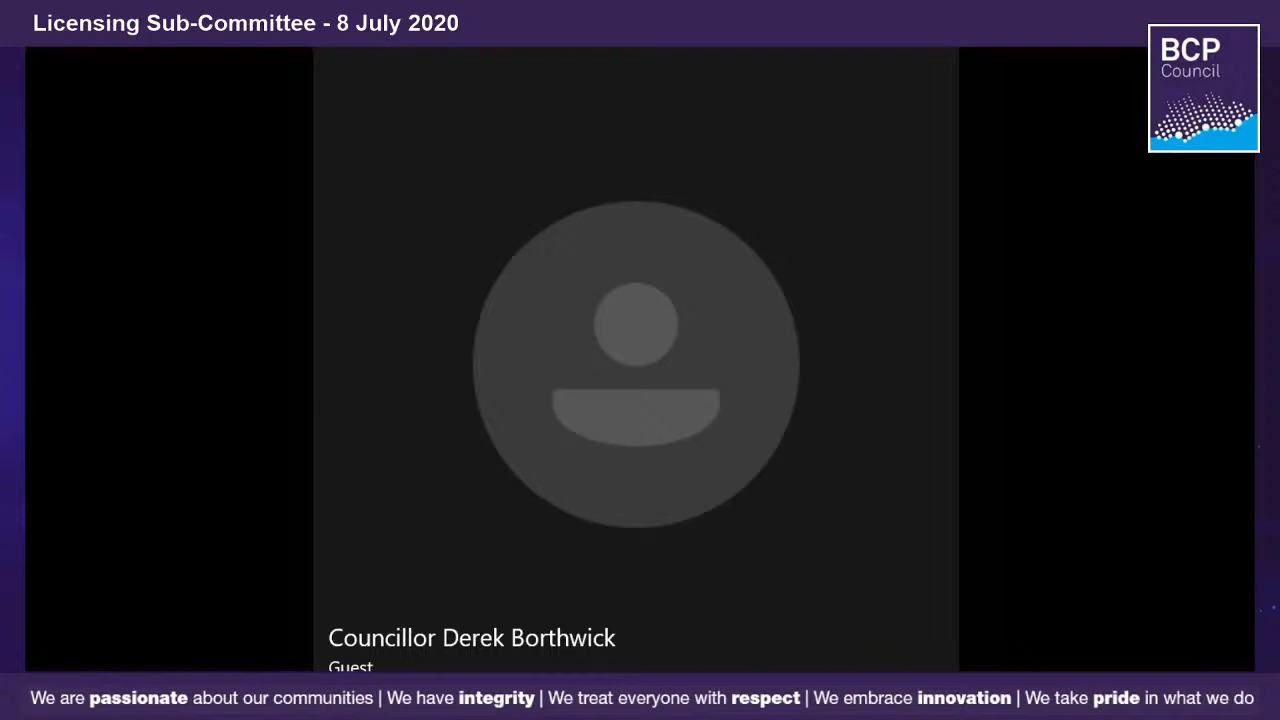 Licensing Sub-Committee - 8 July 2020
BCP
Council
Councillor Derek Borthwick
Guest
We are passionate about our communities | We have integrity | We treat everyone with respect | We embrace innovation | We take pride in what we do